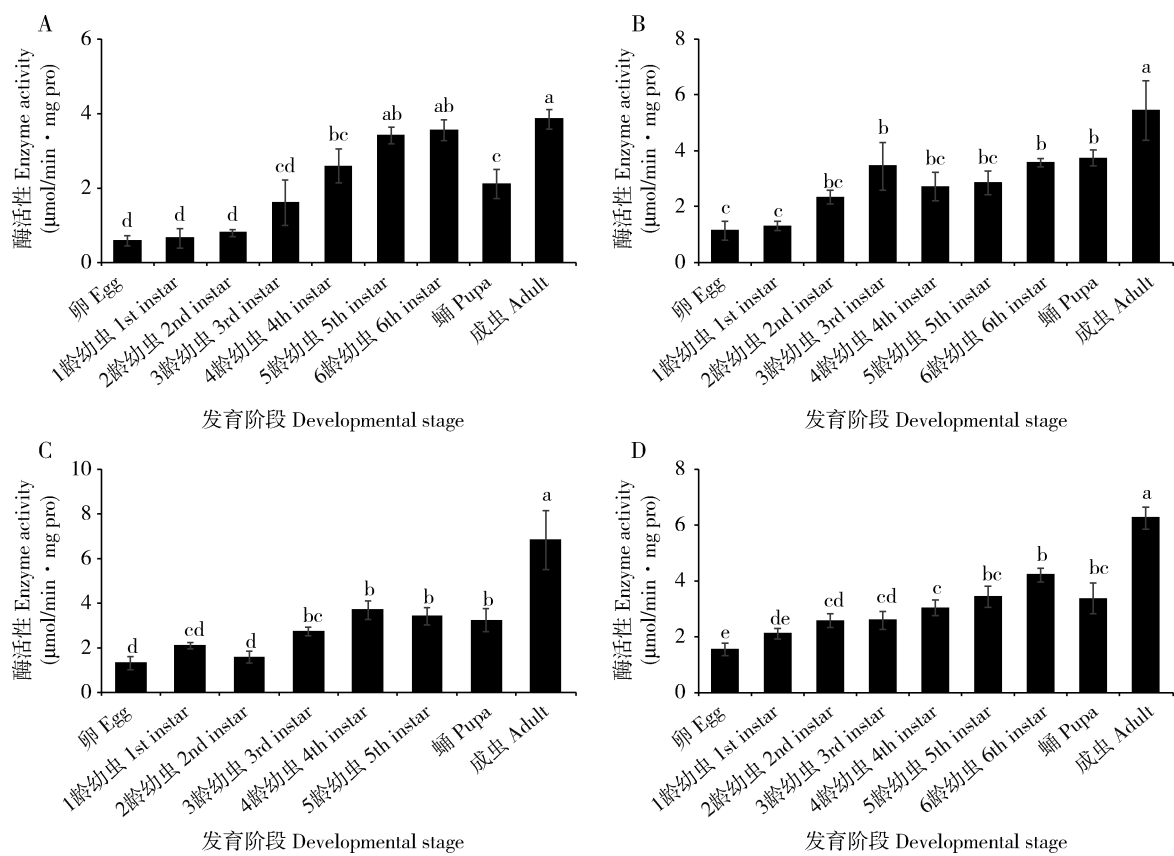 A
酶活性 Enzyme activity
(μmol/min·mg pro)
6
4
2
0
d
d
d
cd
bc
ab
ab
c
a
卵 Egg
1龄幼虫 1st instar
2龄幼虫 2nd instar
3龄幼虫 3rd instar
4龄幼虫 4th instar
5龄幼虫 5th instar
6龄幼虫 6th instar
蛹 Pupa
成虫 Adult
发育阶段 Developmental stage
B
酶活性 Enzyme activity
(μmol/min·mg pro)
8
6
4
2
0
c
c
bc
b
bc
bc
b
b
a
卵 Egg
1龄幼虫 1st instar
2龄幼虫 2nd instar
3龄幼虫 3rd instar
4龄幼虫 4th instar
5龄幼虫 5th instar
6龄幼虫 6th instar
蛹 Pupa
成虫 Adult
发育阶段 Developmental stage
C
酶活性 Enzyme activity
(μmol/min·mg pro)
10
8
6
4
2
0
d
cd
d
bc
b
b
b
a
卵 Egg
1龄幼虫 1st instar
2龄幼虫 2nd instar
3龄幼虫 3rd instar
4龄幼虫 4th instar
5龄幼虫 5th instar
蛹 Pupa
成虫 Adult
发育阶段 Developmental stage
D
酶活性 Enzyme activity
(μmol/min·mg pro)
8
6
4
2
0
e
de
cd
cd
c
bc
b
bc
a
卵 Egg
1龄幼虫 1st instar
2龄幼虫 2nd instar
3龄幼虫 3rd instar
4龄幼虫 4th instar
5龄幼虫 5th instar
6龄幼虫 6th instar
蛹 Pupa
成虫 Adult
发育阶段 Developmental stage